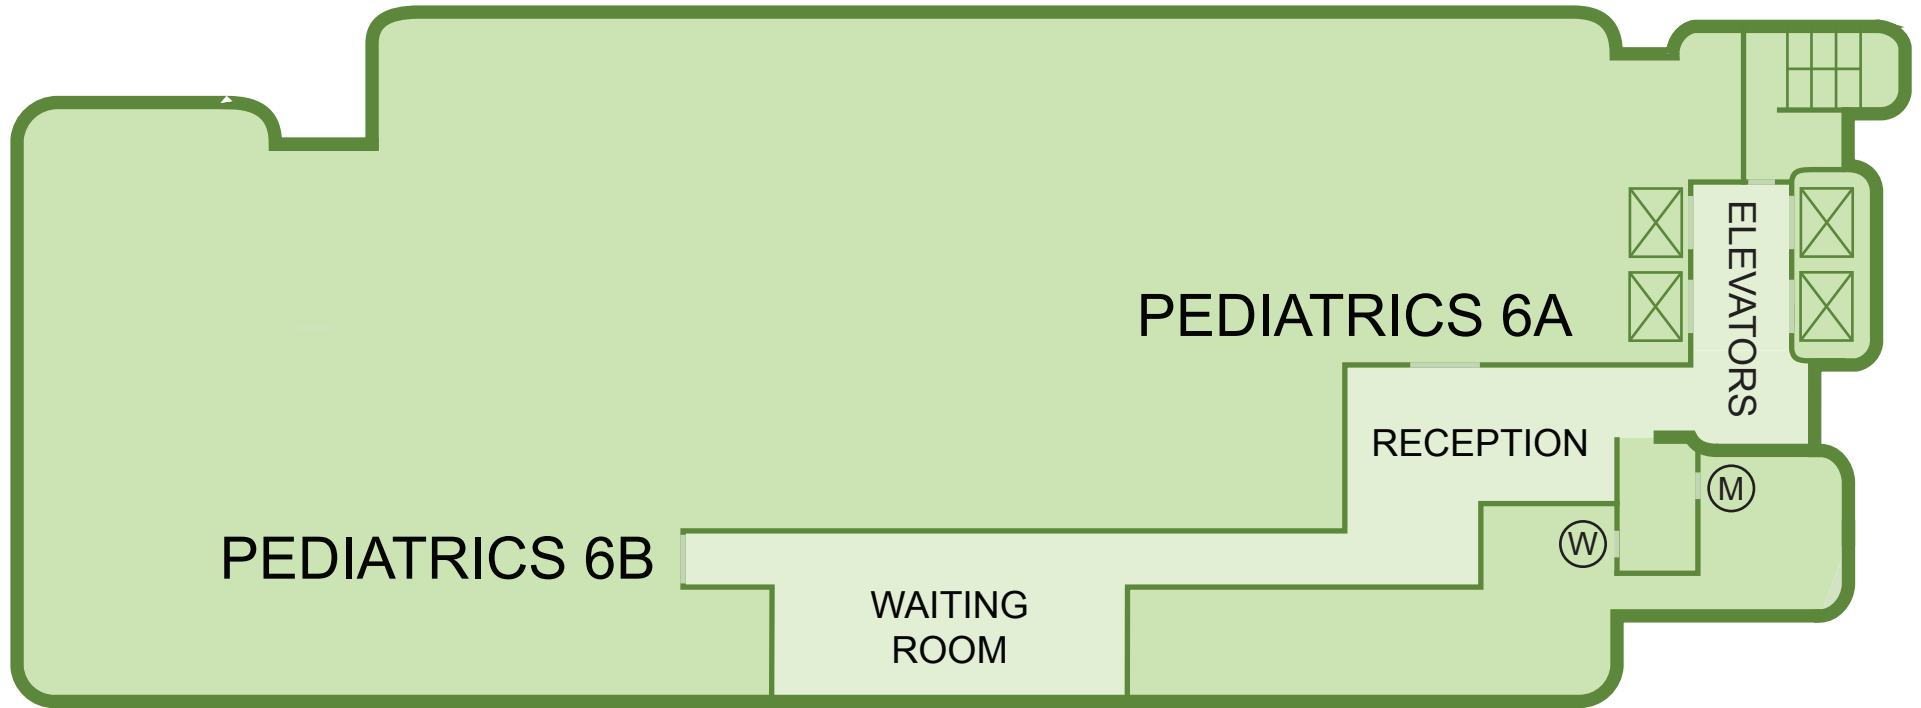 ELEVATORS
PEDIATRICS 6A
RECEPTION
M
W
PEDIATRICS 6B
WAITING
ROOM